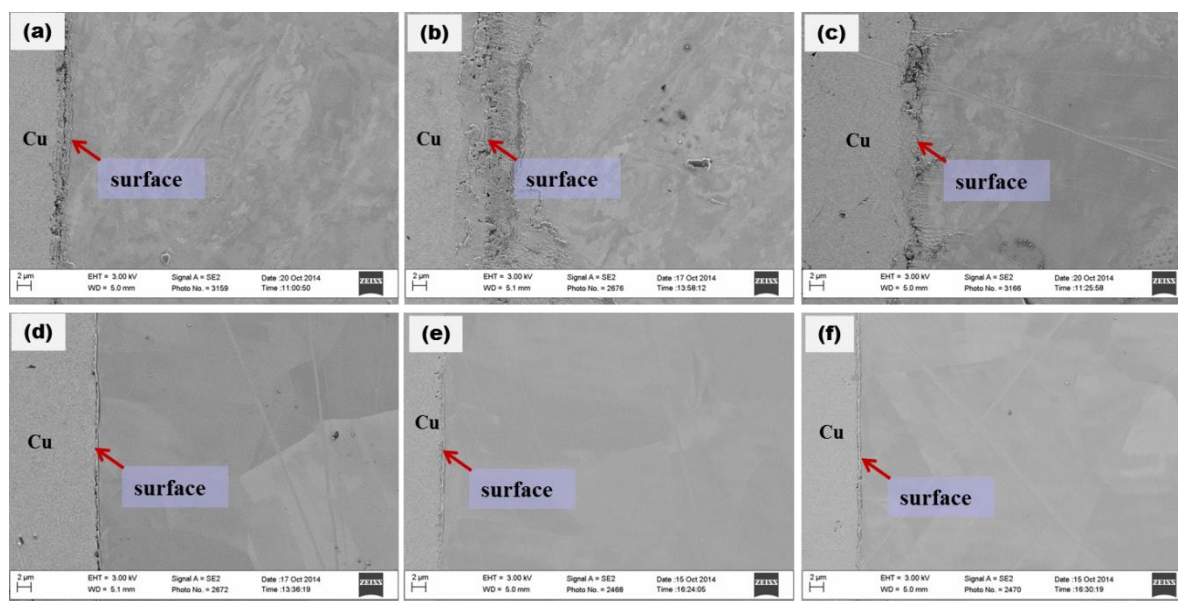 (a)
Cu
surface
2 µm
EHT = 3.00 kV
Signal A = SE2
Date :20 Oct 2014
WD = 5.0 mm
Photo No. = 3159
Time :11:00:50
ZEISS
(b)
Cu
surface
2 µm
EHT = 3.00 kV
Signal A = SE2
Date :17 Oct 2014
WD = 5.1 mm
Photo No. = 2676
Time :13:58:12
ZEISS
(c)
Cu
surface
2 µm
EHT = 3.00 kV
Signal A = SE2
Date :20 Oct 2014
WD = 5.0 mm
Photo No. = 3166
Time :11:25:58
ZEISS
(d)
Cu
surface
2 µm
EHT = 3.00 kV
Signal A = SE2
Date :17 Oct 2014
WD = 5.1 mm
Photo No. = 2672
Time :13:36:19
ZEISS
(e)
Cu
surface
2 µm
EHT = 3.00 kV
Signal A = SE2
Date :15 Oct 2014
WD = 5.0 mm
Photo No. = 2468
Time :16:24:05
ZEISS
(f)
Cu
surface
2 µm
EHT = 3.00 kV
Signal A = SE2
Date :15 Oct 2014
WD = 5.0 mm
Photo No. = 2470
Time :16:30:19
ZEISS